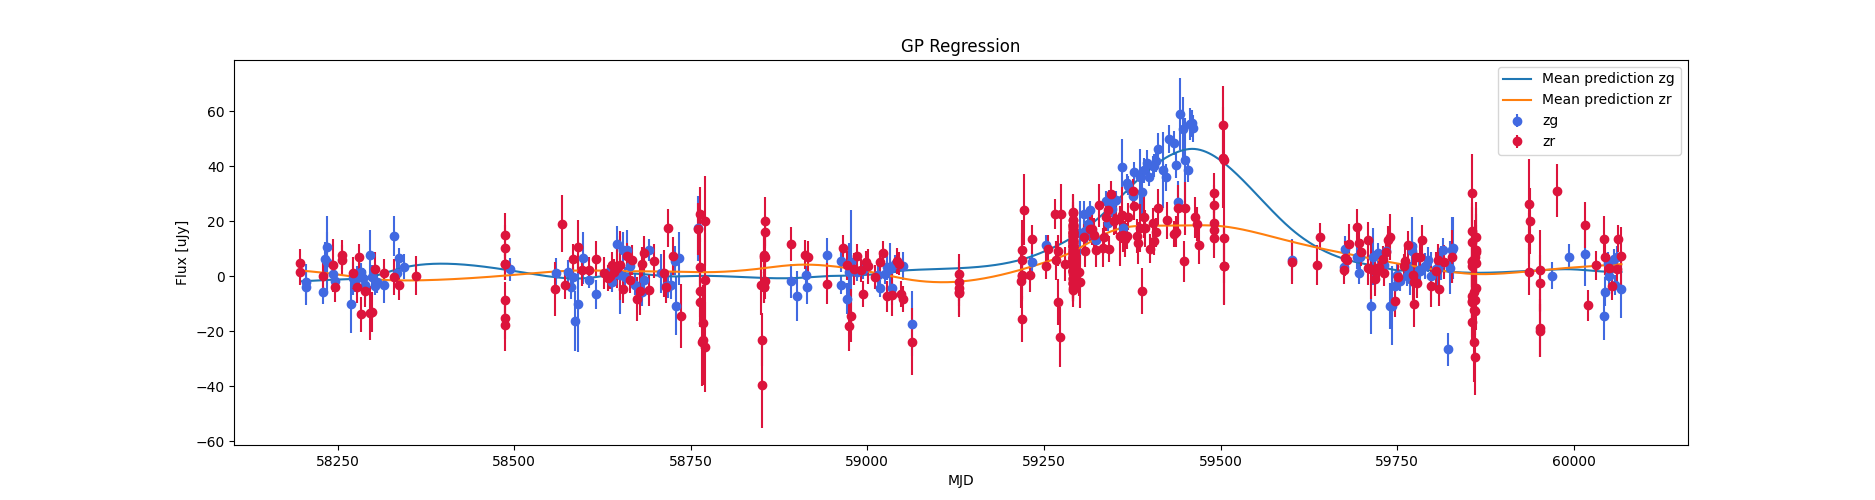 GP Regression
Flux [uJy]
60
40
20
0
−20
−40
−60
Mean prediction zg
Mean prediction zr
zg
zr
58250 58500 58750 59000 59250 59500 59750 60000
MJD